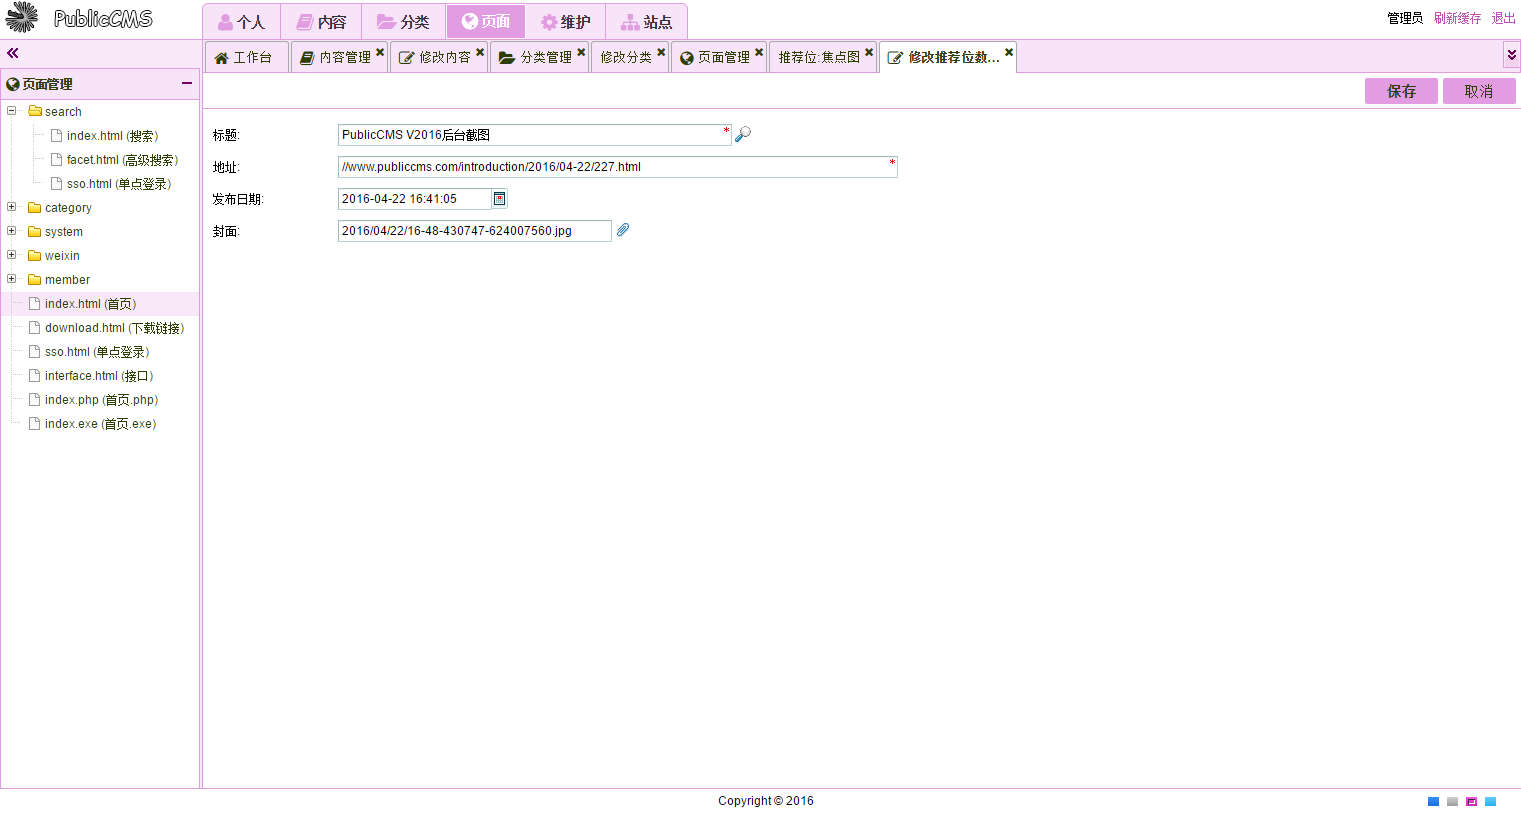 PublicCMS
个人 内容 分类 页面 维护 站点
管理员 刷新缓存 退出
工作台 内容管理 修改内容 分类管理 修改分类 页面管理 推荐位:焦点图 修改推荐位数...
页面管理
保存 取消
search
index.html (搜索)
facet.html (高级搜索)
sso.html (单点登录)
category
system
weixin
member
index.html (首页)
download.html (下载链接)
sso.html (单点登录)
interface.html (接口)
index.php (首页.php)
index.exe (首页.exe)
标题: PublicCMS V2016后台截图 *
地址: //www.publiccms.com/introduction/2016/04-22/227.html *
发布日期: 2016-04-22 16:41:05
封面: 2016/04/22/16-48-430747-624007560.jpg
Copyright © 2016